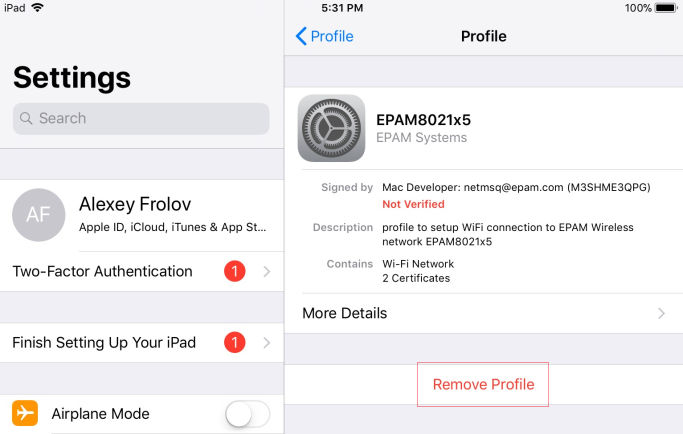 iPad
5:31 PM
100%
Settings
Search
AF
Alexey Frolov
Apple ID, iCloud, iTunes & App St...
Two-Factor Authentication
1
Finish Setting Up Your iPad
1
Airplane Mode
Profile
Profile
EPAM8021x5
EPAM Systems
Signed by Mac Developer: netmsq@epam.com (M3SHME3QPG)
Not Verified
Description profile to setup WiFi connection to EPAM Wireless
network EPAM8021x5
Contains Wi-Fi Network
2 Certificates
More Details
Remove Profile